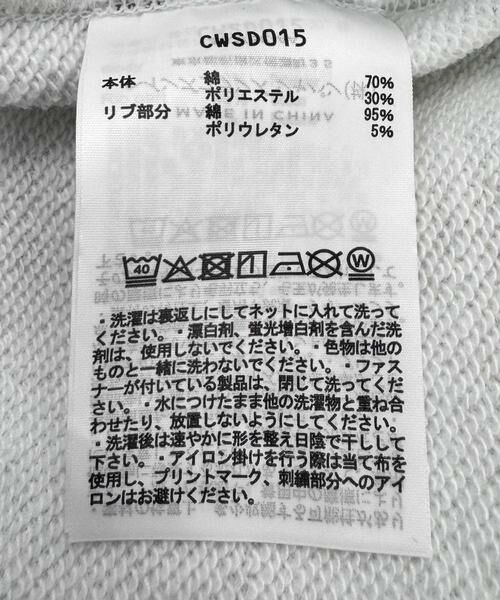 CWSD015
本体 綿 70%
ポリエステル 30%
リブ部分 綿 95%
ポリウレタン 5%
MADE IN CHINA
40 W
・洗濯は裏返しにしてネットに入れて洗って
ください。・漂白剤、蛍光増白剤を含んだ洗
剤は、使用しないでください。・色物は他の
ものと一緒に洗わないでください。・ファス
ナーが付いている製品は、閉じて洗ってくだ
さい。・水につけたまま他の洗濯物と重ね合
わせたり、放置しないようにしてください。
・洗濯後は速やかに形を整え日陰で干して
下さい。・アイロン掛けを行う際は当て布を
使用し、プリントマーク、刺繍部分へのアイ
ロンはお避けください。